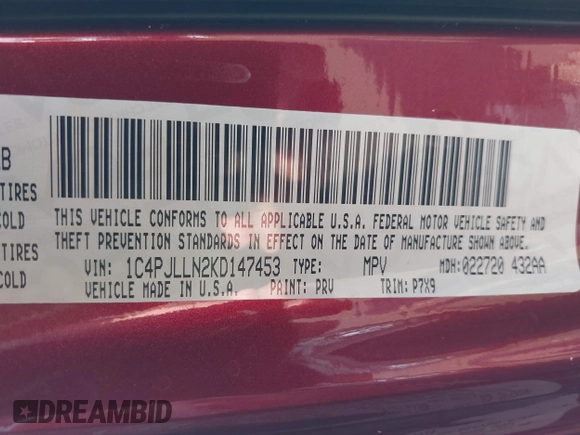 B
TIRES
COLD
TIRES
COLD
THIS VEHICLE CONFORMS TO ALL APPLICABLE U.S.A. FEDERAL MOTOR VEHICLE SAFETY AND
THEFT PREVENTION STANDARDS IN EFFECT ON THE DATE OF MANUFACTURE SHOWN ABOVE.
VIN: 1C4PJLLN2KD147453 TYPE: MPV MDH:022720 432AA
VEHICLE MADE IN U.S.A. PAINT: PRV TRIM: P7X9
DREAMBID